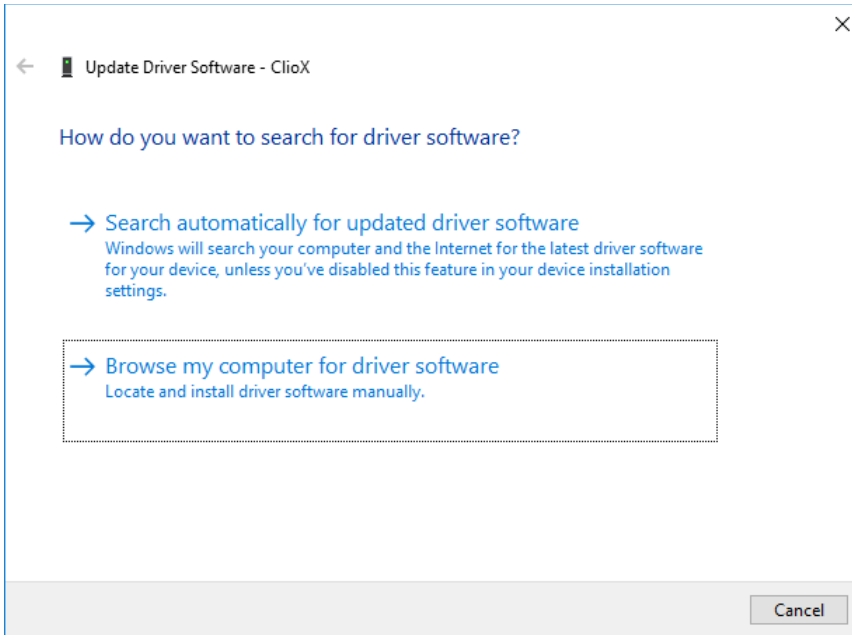 Update Driver Software - ClioX
How do you want to search for driver software?
Search automatically for updated driver software
Windows will search your computer and the Internet for the latest driver software
for your device, unless you've disabled this feature in your device installation
settings.
Browse my computer for driver software
Locate and install driver software manually.
Cancel